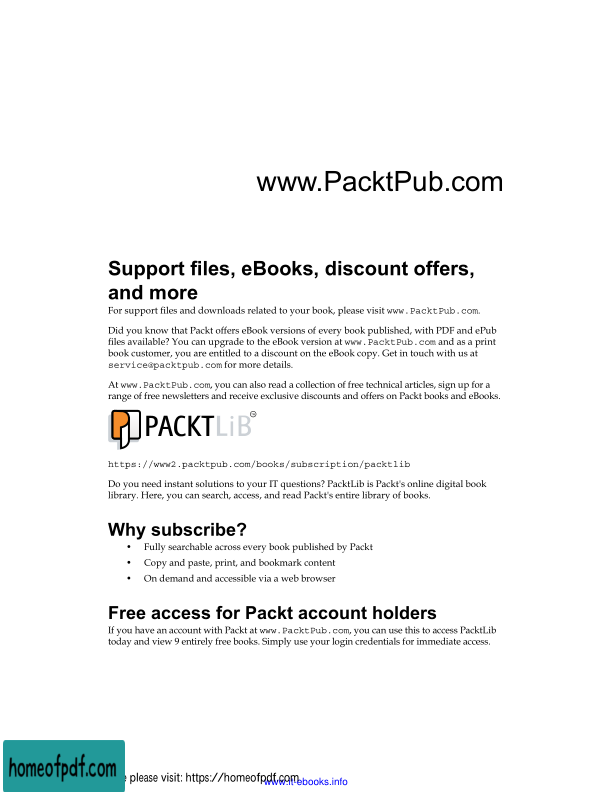 www.PacktPub.com
Support files, eBooks, discount offers,
and more
For support files and downloads related to your book, please visit www.PacktPub.com.
Did you know that Packt offers eBook versions of every book published, with PDF and ePub
files available? You can upgrade to the eBook version at www.PacktPub.com and as a print
book customer, you are entitled to a discount on the eBook copy. Get in touch with us at
service@packtpub.com for more details.
At www.PacktPub.com, you can also read a collection of free technical articles, sign up for a
range of free newsletters and receive exclusive discounts and offers on Packt books and eBooks.
PACKTLiB
https://www2.packtpub.com/books/subscription/packtlib
Do you need instant solutions to your IT questions? PacktLib is Packt's online digital book
library. Here, you can search, access, and read Packt's entire library of books.
Why subscribe?
• Fully searchable across every book published by Packt
• Copy and paste, print, and bookmark content
• On demand and accessible via a web browser
Free access for Packt account holders
If you have an account with Packt at www.PacktPub.com, you can use this to access PacktLib
today and view 9 entirely free books. Simply use your login credentials for immediate access.
homeofpdf.com
please visit: https://homeofpdf.com
www.it-ebooks.info